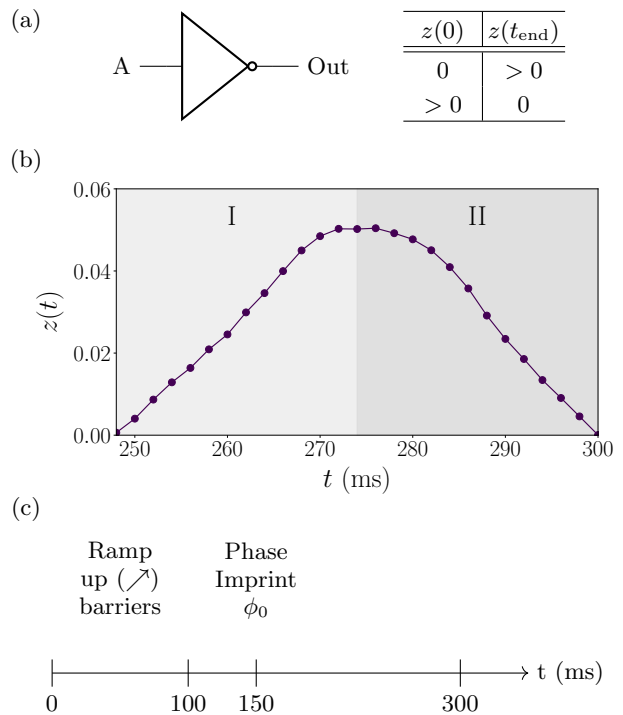 (a)
A
Out
z(0) z(t_end)
0 > 0
> 0 0
(b)
0.06
0.04
0.02
0.00
z(t)
I
II
250 260 270 280 290 300
t (ms)
(c)
Ramp
up (↗)
barriers
Phase
Imprint
ϕ₀
t (ms)
0 100 150 300